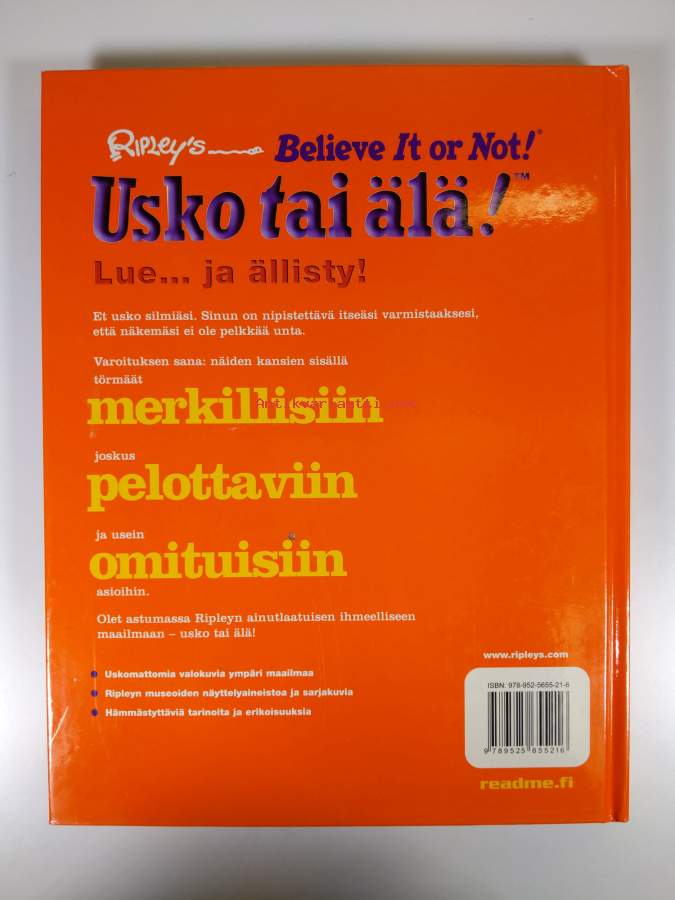 Ripley's Believe It or Not!®
Usko tai älä!™
Lue... ja ällisty!
Et usko silmiäsi. Sinun on nipistettävä itseäsi varmistaaksesi,
että näkemäsi ei ole pelkkää unta.
Varoituksen sana: näiden kansien sisällä
törmäät
merkillisiin
joskus
pelottaviin
ja usein
omituisiin
asioihin.
Olet astumassa Ripleyn ainutlaatuisen ihmeelliseen
maailmaan – usko tai älä!
Uskomattomia valokuvia ympäri maailmaa
Ripleyn museoiden näyttelyaineistoa ja sarjakuvia
Hämmästyttäviä tarinoita ja erikoisuuksia
www.ripleys.com
ISBN: 978-952-5655-21-6
9 789525 655216
readme.fi